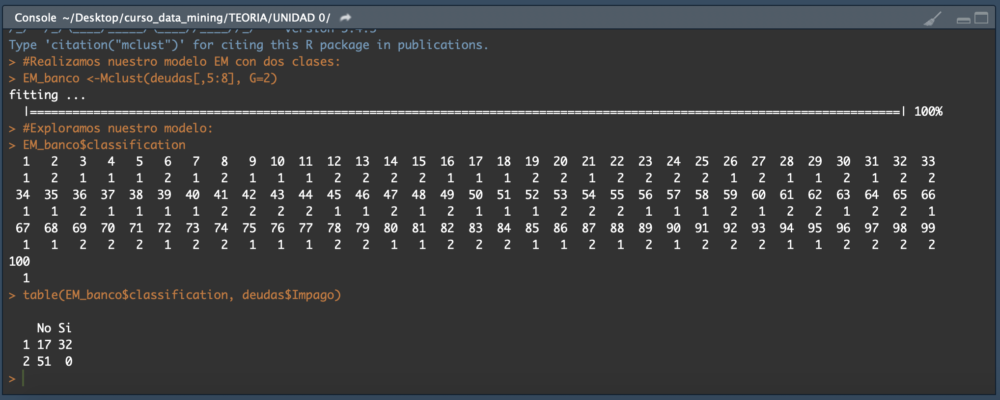 Console ~/Desktop/curso_data_mining/TEORIA/UNIDAD 0/
Type 'citation("mclust")' for citing this R package in publications.
> #Realizamos nuestro modelo EM con dos clases:
> EM_banco <-Mclust(deudas[,5:8], G=2)
fitting ...
  |===========================================================================================================================| 100%
> #Exploramos nuestro modelo:
> EM_banco$classification
  1   2   3   4   5   6   7   8   9  10  11  12  13  14  15  16  17  18  19  20  21  22  23  24  25  26  27  28  29  30  31  32  33
  1   2   1   1   1   2   1   2   1   1   1   2   2   2   2   1   1   1   2   2   1   2   2   2   2   1   2   1   1   2   1   2   2
 34  35  36  37  38  39  40  41  42  43  44  45  46  47  48  49  50  51  52  53  54  55  56  57  58  59  60  61  62  63  64  65  66
  1   1   2   1   1   1   1   2   2   2   2   1   1   2   1   2   1   1   1   2   2   2   1   1   1   2   1   2   2   1   2   2   1
 67  68  69  70  71  72  73  74  75  76  77  78  79  80  81  82  83  84  85  86  87  88  89  90  91  92  93  94  95  96  97  98  99
  1   1   2   2   2   1   2   2   1   1   1   2   2   1   1   2   2   2   1   1   2   1   2   1   2   2   2   1   1   2   2   2   2
100
  1
> table(EM_banco$classification, deudas$Impago)
    No Si
  1 17 32
  2 51  0
>